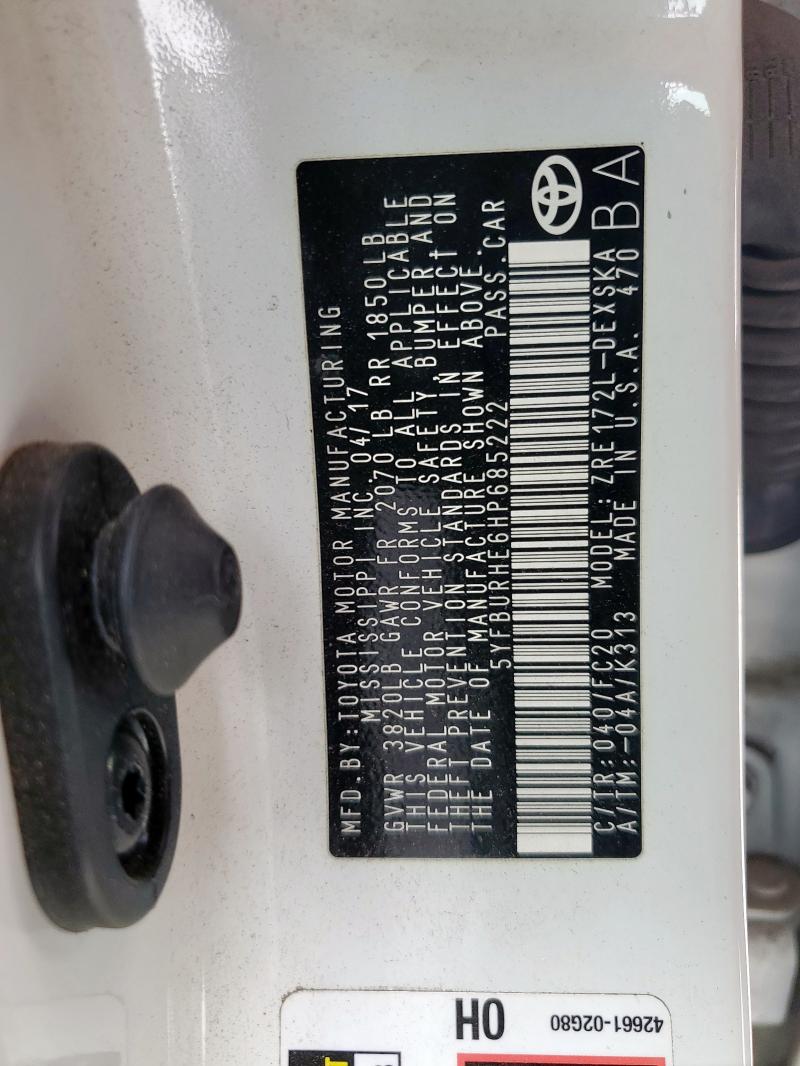 MFD.BY:TOYOTA MOTOR MANUFACTURING
MISSISSIPPI INC.04/17
GVWR 3820LB GAWR FR 2070 LB RR 1850LB
THIS VEHICLE CONFORMS TO ALL APPLICABLE
FEDERAL MOTOR VEHICLE SAFETY, BUMPER, AND
THEFT PREVENTION STANDARDS IN EFFECT ON
THE DATE OF MANUFACTURE SHOWN ABOVE.
5YFBURHE6HP685222 PASS.CAR
C/TR:040/FC20 MODEL:ZRE172L-DEXSKA
A/TM:-04A/K313 MADE IN U.S.A. 470
BA
OH
42661-02G80